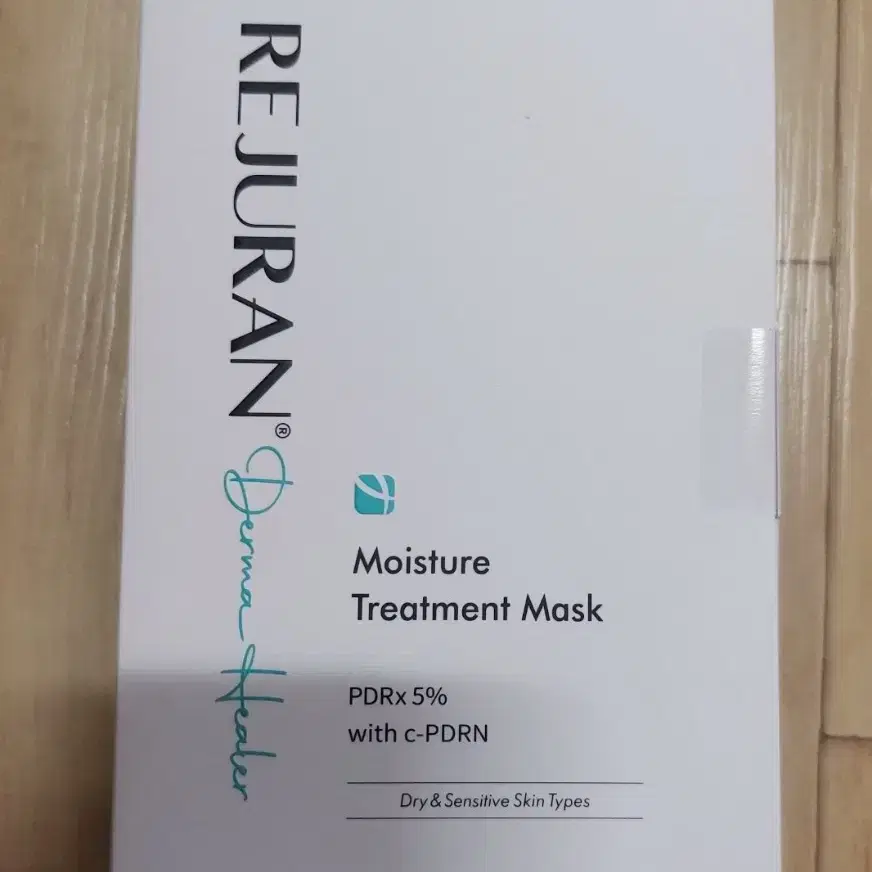 REJURAN®
Derma Healer
Moisture
Treatment Mask
PDRx 5%
with c-PDRN
Dry & Sensitive Skin Types